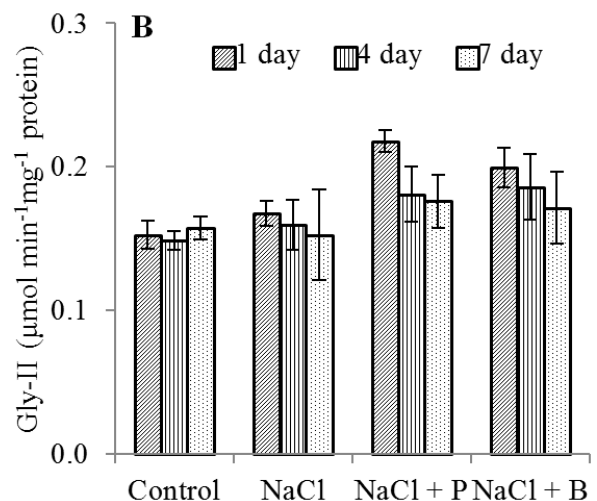 B
0.3
1 day 4 day 7 day
0.2
0.1
0.0
Gly-II (µmol min⁻¹mg⁻¹ protein)
Control NaCl NaCl + P NaCl + B